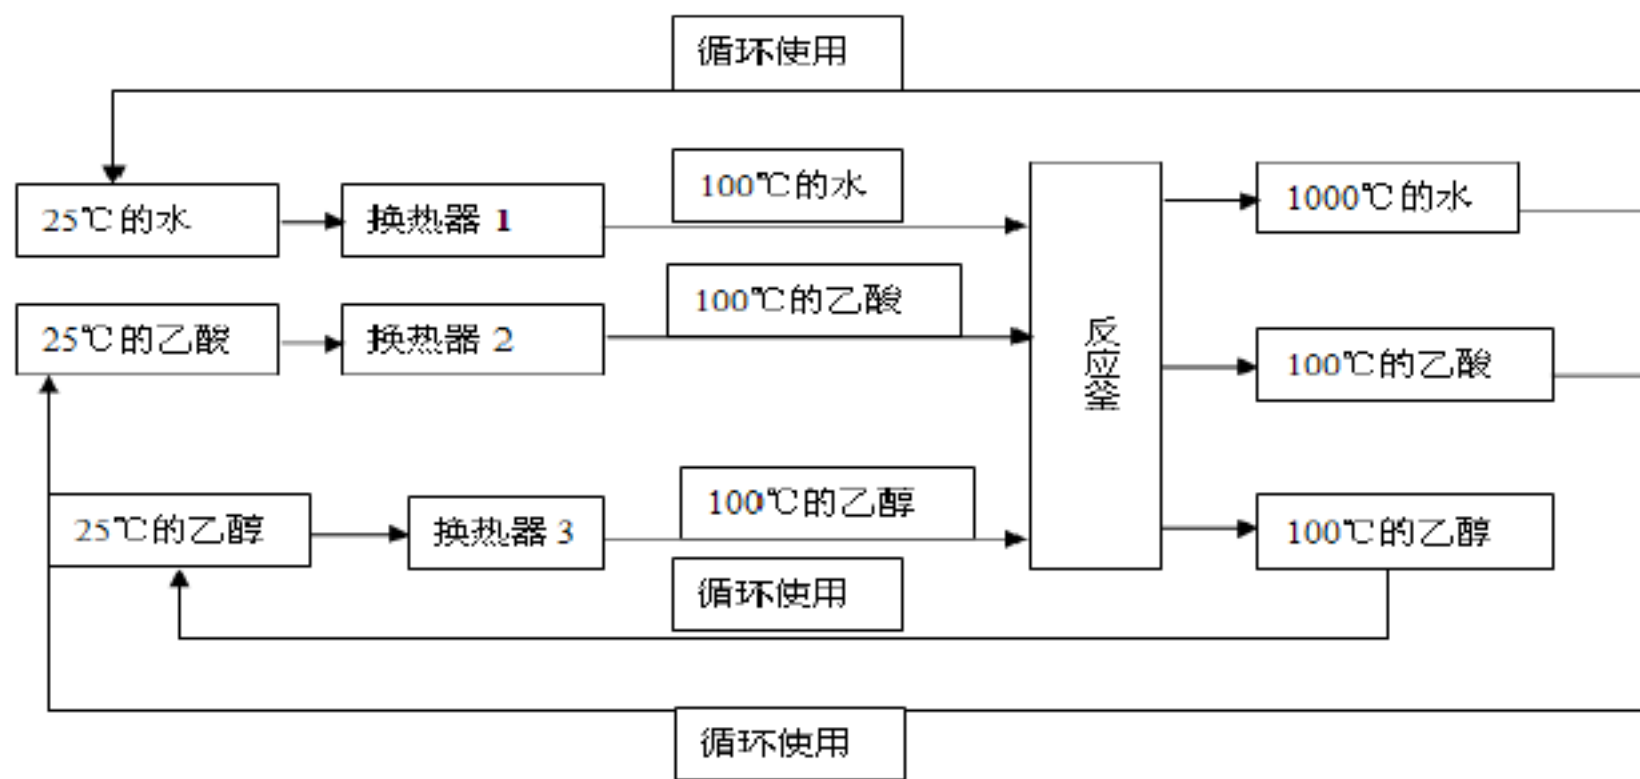 循环使用
25℃的水
换热器 1
100℃的水
1000℃的水
25℃的乙酸
换热器 2
100℃的乙酸
反应釜
100℃的乙酸
25℃的乙醇
换热器 3
100℃的乙醇
100℃的乙醇
循环使用
循环使用